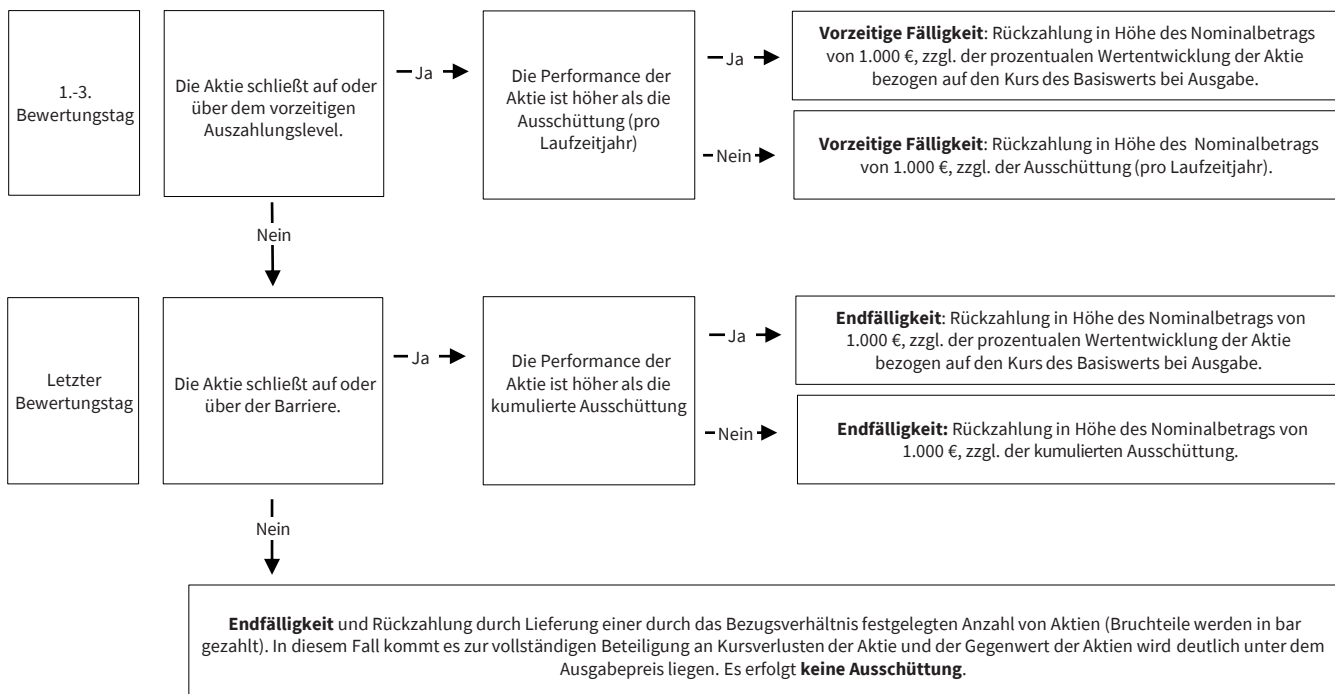 1.-3.
Bewertungstag
Die Aktie schließt auf oder
über dem vorzeitigen
Auszahlungslevel.
Ja
Die Performance der
Aktie ist höher als die
Ausschüttung (pro
Laufzeitjahr)
Ja
Vorzeitige Fälligkeit: Rückzahlung in Höhe des Nominalbetrags
von 1.000 €, zzgl. der prozentualen Wertentwicklung der Aktie
bezogen auf den Kurs des Basiswerts bei Ausgabe.
Nein
Vorzeitige Fälligkeit: Rückzahlung in Höhe des Nominalbetrags
von 1.000 €, zzgl. der Ausschüttung (pro Laufzeitjahr).
Nein
Letzter
Bewertungstag
Die Aktie schließt auf oder
über der Barriere.
Ja
Die Performance der
Aktie ist höher als die
kumulierte Ausschüttung
Ja
Endfälligkeit: Rückzahlung in Höhe des Nominalbetrags von
1.000 €, zzgl. der prozentualen Wertentwicklung der Aktie
bezogen auf den Kurs des Basiswerts bei Ausgabe.
Nein
Endfälligkeit: Rückzahlung in Höhe des Nominalbetrags von
1.000 €, zzgl. der kumulierten Ausschüttung.
Nein
Endfälligkeit und Rückzahlung durch Lieferung einer durch das Bezugsverhältnis festgelegten Anzahl von Aktien (Bruchteile werden in bar
gezahlt). In diesem Fall kommt es zur vollständigen Beteiligung an Kursverlusten der Aktie und der Gegenwert der Aktien wird deutlich unter dem
Ausgabepreis liegen. Es erfolgt keine Ausschüttung.